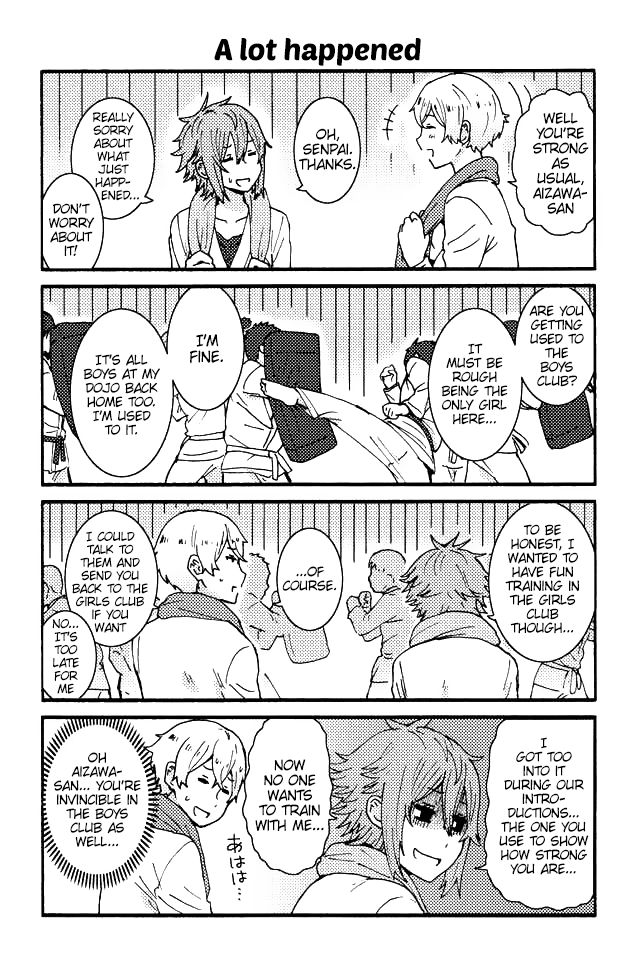 A lot happened
WELL
YOU'RE
STRONG
AS
USUAL,
AIZAWA-
SAN
OH,
SENPAI.
THANKS.
REALLY
SORRY
ABOUT
WHAT
JUST
HAPP-
ENED...
DON'T
WORRY
ABOUT
IT!
ARE YOU
GETTING
USED TO
THE
BOYS
CLUB?
IT
MUST BE
ROUGH
BEING THE
ONLY GIRL
HERE...
I'M
FINE.
IT'S ALL
BOYS AT MY
DOJO BACK
HOME TOO.
I'M USED
TO IT.
TO BE
HONEST, I
WANTED TO
HAVE FUN
TRAINING IN
THE GIRLS
CLUB
THOUGH...
...OF
COURSE.
I COULD
TALK TO
THEM AND
SEND YOU
BACK TO THE
GIRLS CLUB
IF YOU
WANT
NO...
IT'S
TOO
LATE
FOR
ME
I
GOT TOO
INTO IT
DURING OUR
INTRO-
DUCTIONS...
THE ONE YOU
USE TO SHOW
HOW STRONG
YOU ARE...
NOW
NO ONE
WANTS
TO TRAIN
WITH ME...
あはは…
OH
AIZAWA-
SAN... YOU'RE
INVINCIBLE IN
THE BOYS
CLUB AS
WELL...